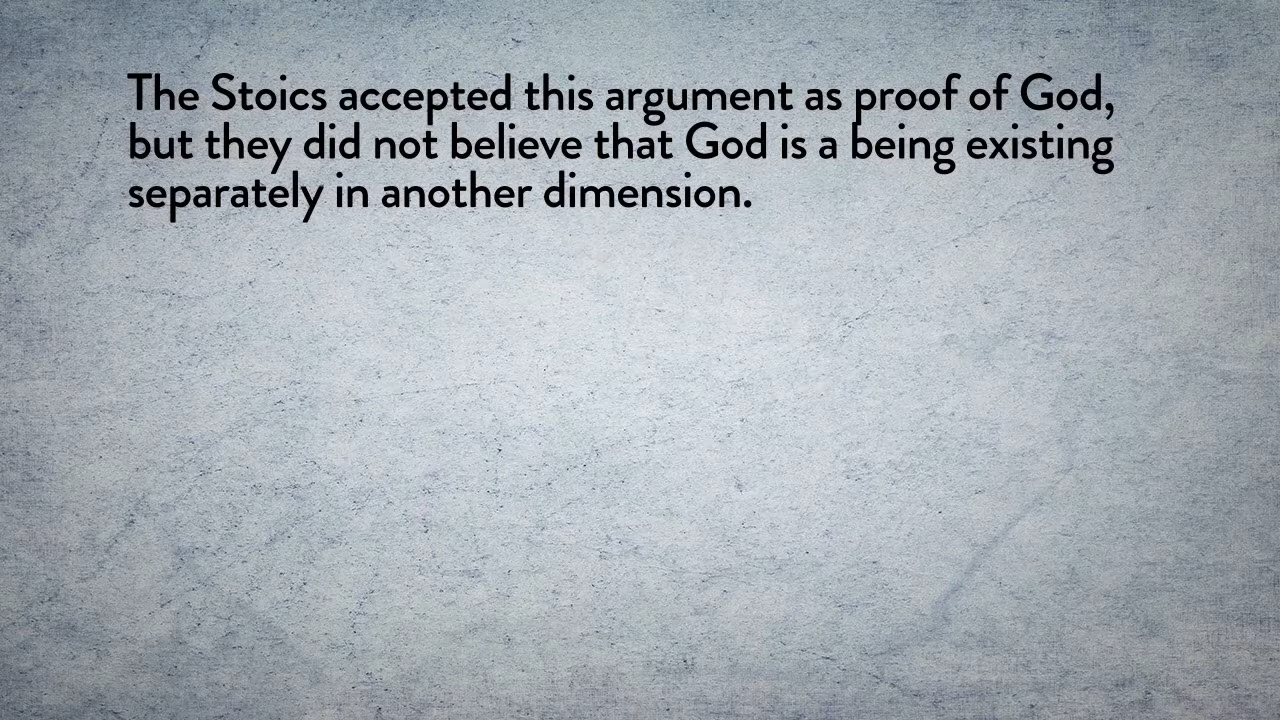 The Stoics accepted this argument as proof of God,
but they did not believe that God is a being existing
separately in another dimension.